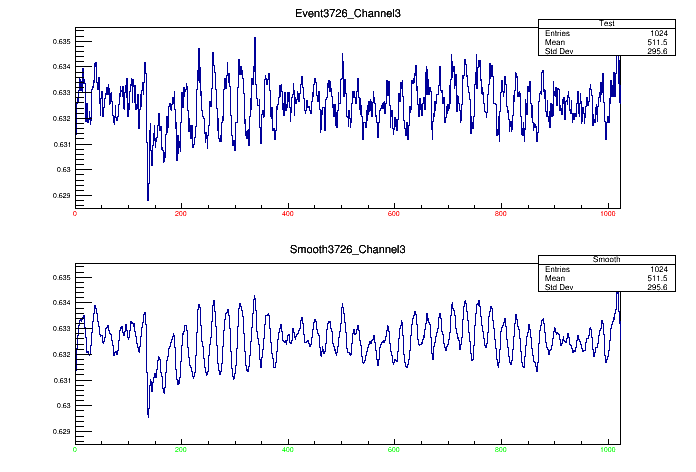 Event3726_Channel3
Test
Entries 1024
Mean 511.5
Std Dev 295.6
0.635
0.634
0.633
0.632
0.631
0.63
0.629
0 200 400 600 800 1000
Smooth3726_Channel3
Smooth
Entries 1024
Mean 511.5
Std Dev 295.6
0.635
0.634
0.633
0.632
0.631
0.63
0.629
0 200 400 600 800 1000